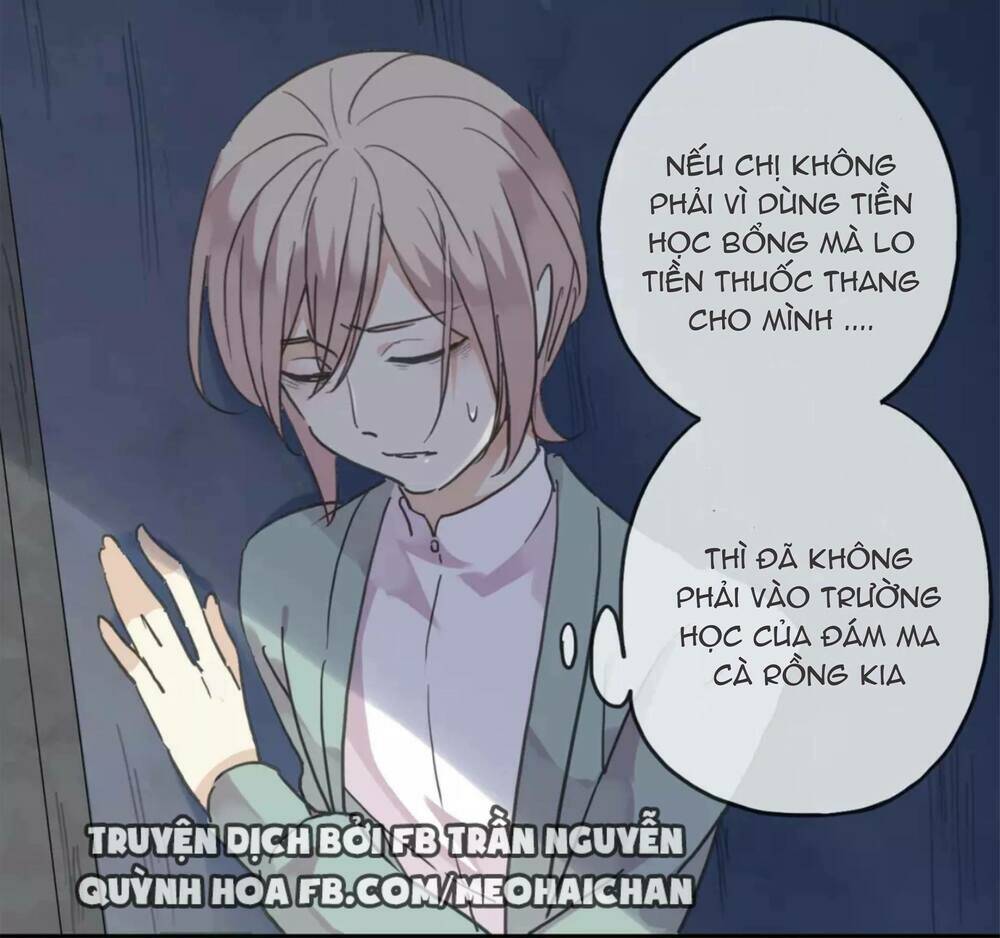 NẾU CHỊ KHÔNG
PHẢI VÌ DÙNG TIỀN
HỌC BỔNG MÀ LO
TIỀN THUỐC THANG
CHO MÌNH ....
THÌ ĐÃ KHÔNG
PHẢI VÀO TRƯỜNG
HỌC CỦA ĐÁM MA
CÀ RỒNG KIA
TRUYỆN DỊCH BỞI FB TRẦN NGUYỄN
QUỲNH HOA FB.COM/MEOHAICHAN